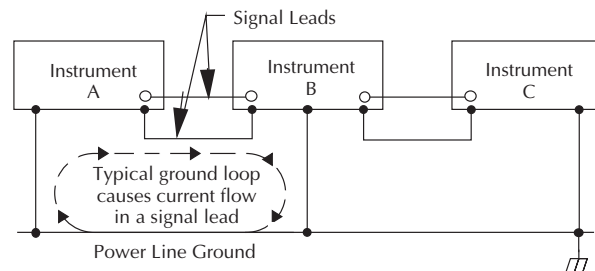 Signal Leads
Instrument
A
Instrument
B
Instrument
C
Typical ground loop
causes current flow
in a signal lead
Power Line Ground